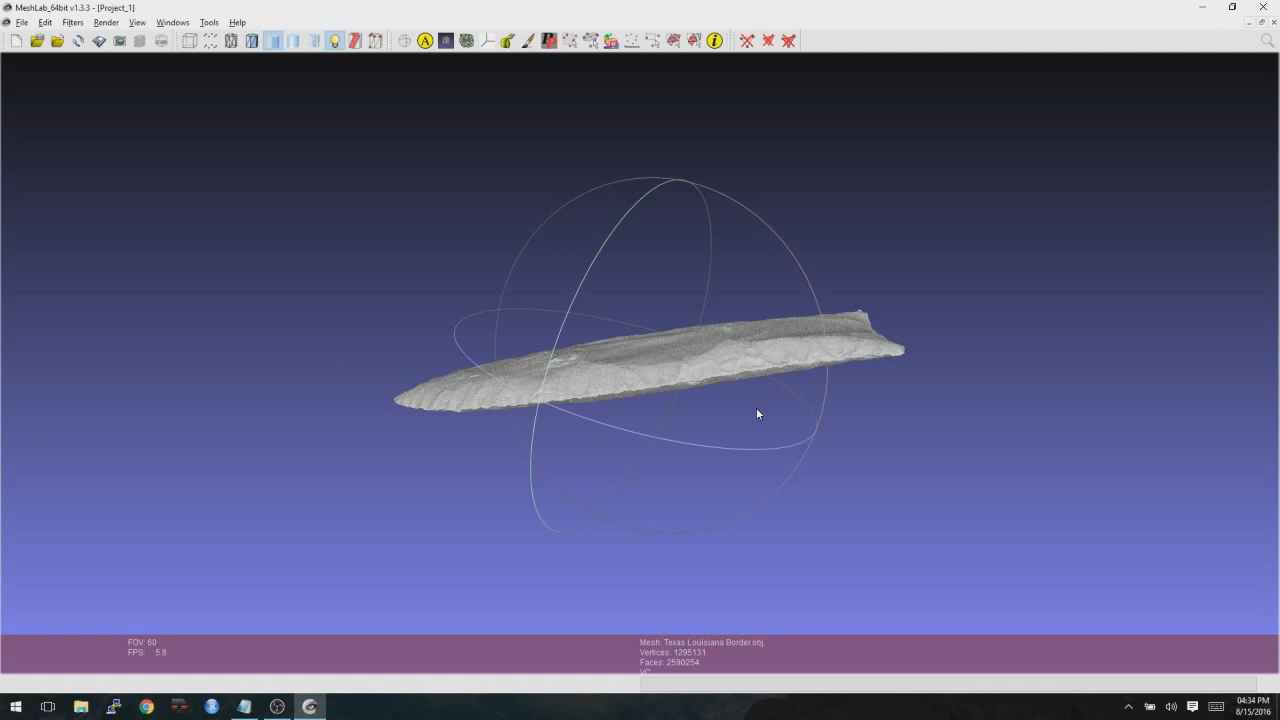 MeshLab_64bit v1.3.3 - [Project_1]
File Edit Filters Render View Windows Tools Help
FOV: 60
FPS: 5.6
Mesh: Texas Louisiana Border.obj
Vertices: 1295131
Faces: 2590254
VC
04:34 PM
8/15/2016